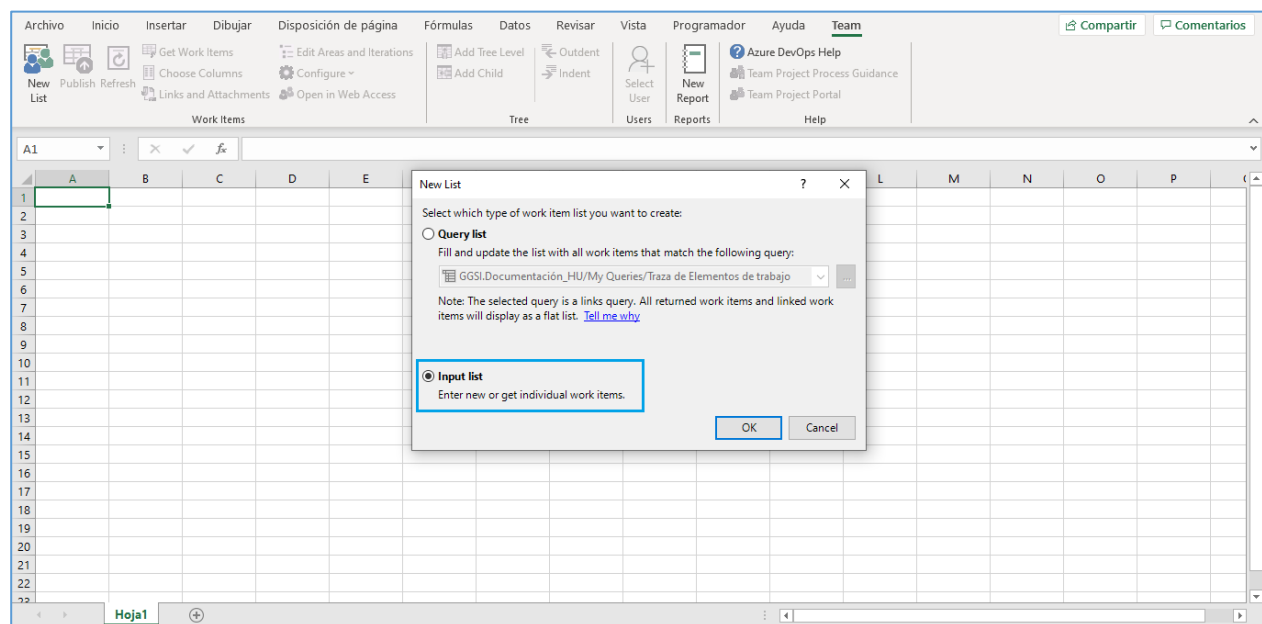 Archivo Inicio Insertar Dibujar Disposición de página Fórmulas Datos Revisar Vista Programador Ayuda Team Compartir Comentarios
New List
Publish Refresh
Get Work Items
Choose Columns
Links and Attachments
Edit Areas and Iterations
Configure
Open in Web Access
Work Items
Add Tree Level
Add Child
Outdent
Indent
Tree
Select User
Users
New Report
Reports
Azure DevOps Help
Team Project Process Guidance
Team Project Portal
Help
A1 fx
A B C D E L M N O P
1
2
3
4
5
6
7
8
9
10
11
12
13
14
15
16
17
18
19
20
21
22
23
New List ? X
Select which type of work item list you want to create:
Query list
Fill and update the list with all work items that match the following query:
GGSI.Documentación_HU/My Queries/Traza de Elementos de trabajo ...
Note: The selected query is a links query. All returned work items and linked work
items will display as a flat list. Tell me why
Input list
Enter new or get individual work items.
OK Cancel
Hoja1